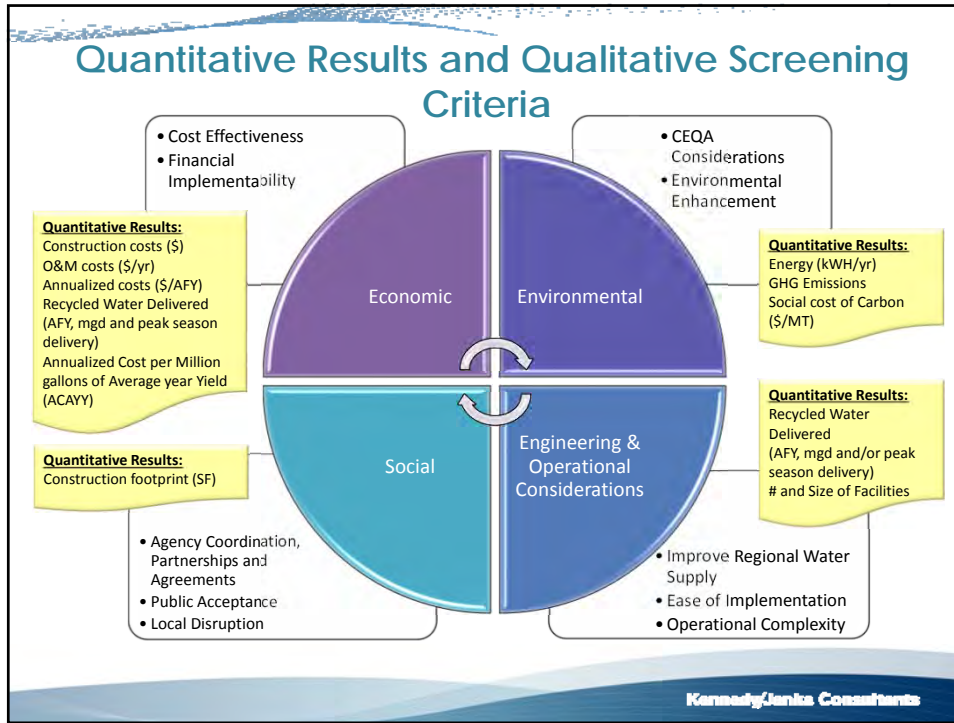 Quantitative Results and Qualitative Screening
Criteria
• Cost Effectiveness
• Financial
Implementability
Quantitative Results:
Construction costs ($)
O&M costs ($/yr)
Annualized costs ($/AFY)
Recycled Water Delivered
(AFY, mgd and peak season
delivery)
Annualized Cost per Million
gallons of Average year Yield
(ACAYY)
Economic
• CEQA
Considerations
• Environmental
Enhancement
Quantitative Results:
Energy (kWH/yr)
GHG Emissions
Social cost of Carbon
($/MT)
Environmental
Quantitative Results:
Construction footprint (SF)
• Agency Coordination,
Partnerships and
Agreements
• Public Acceptance
• Local Disruption
Social
Engineering &
Operational
Considerations
Quantitative Results:
Recycled Water
Delivered
(AFY, mgd and/or peak
season delivery)
# and Size of Facilities
• Improve Regional Water
Supply
• Ease of Implementation
• Operational Complexity
Kennedy/Jenks Consultants